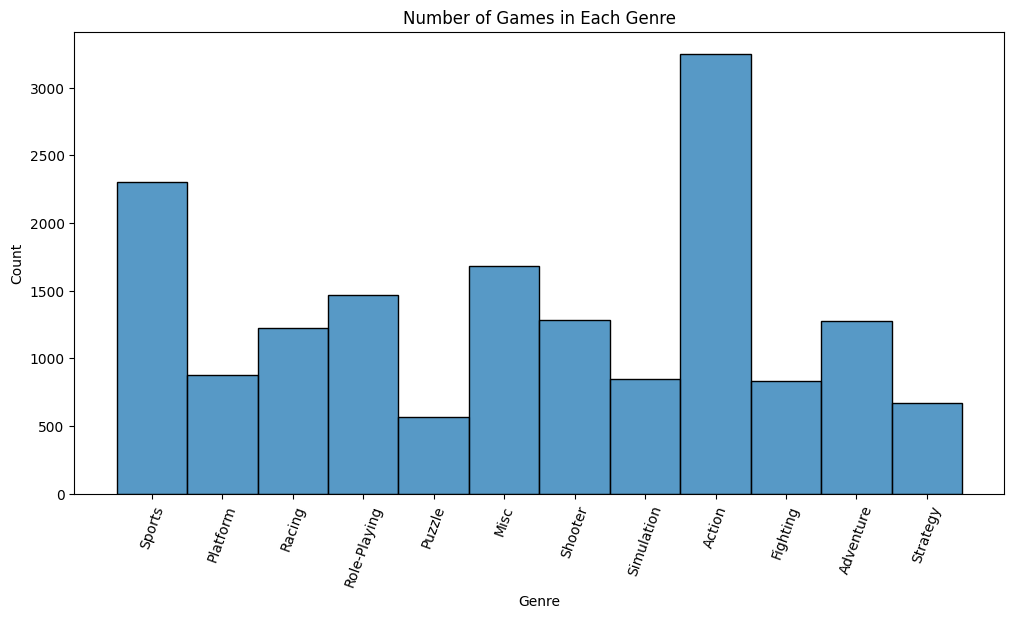 Number of Games in Each Genre
Count
3000
2500
2000
1500
1000
500
0
Sports
Platform
Racing
Role-Playing
Puzzle
Misc
Shooter
Simulation
Action
Fighting
Adventure
Strategy
Genre